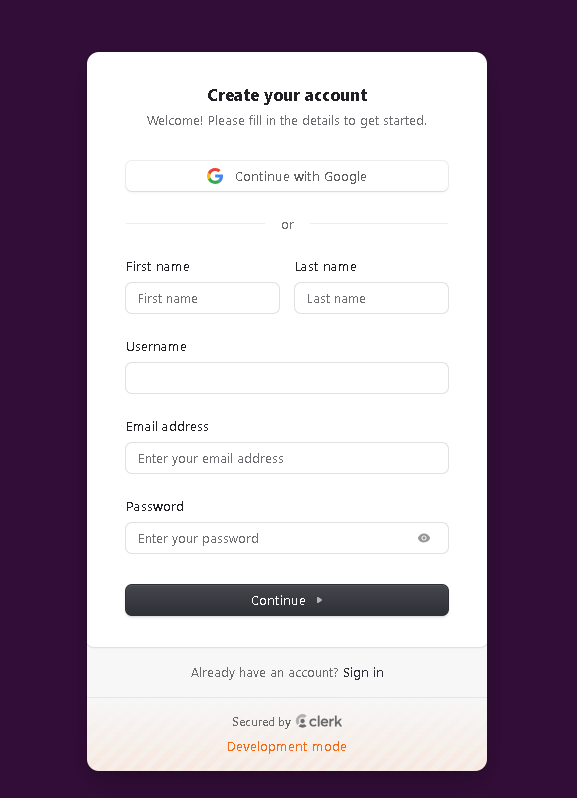 Create your account
Welcome! Please fill in the details to get started.
Continue with Google
or
First name
Last name
First name
Last name
Username
Email address
Enter your email address
Password
Enter your password
Continue
Already have an account? Sign in
Secured by clerk
Development mode